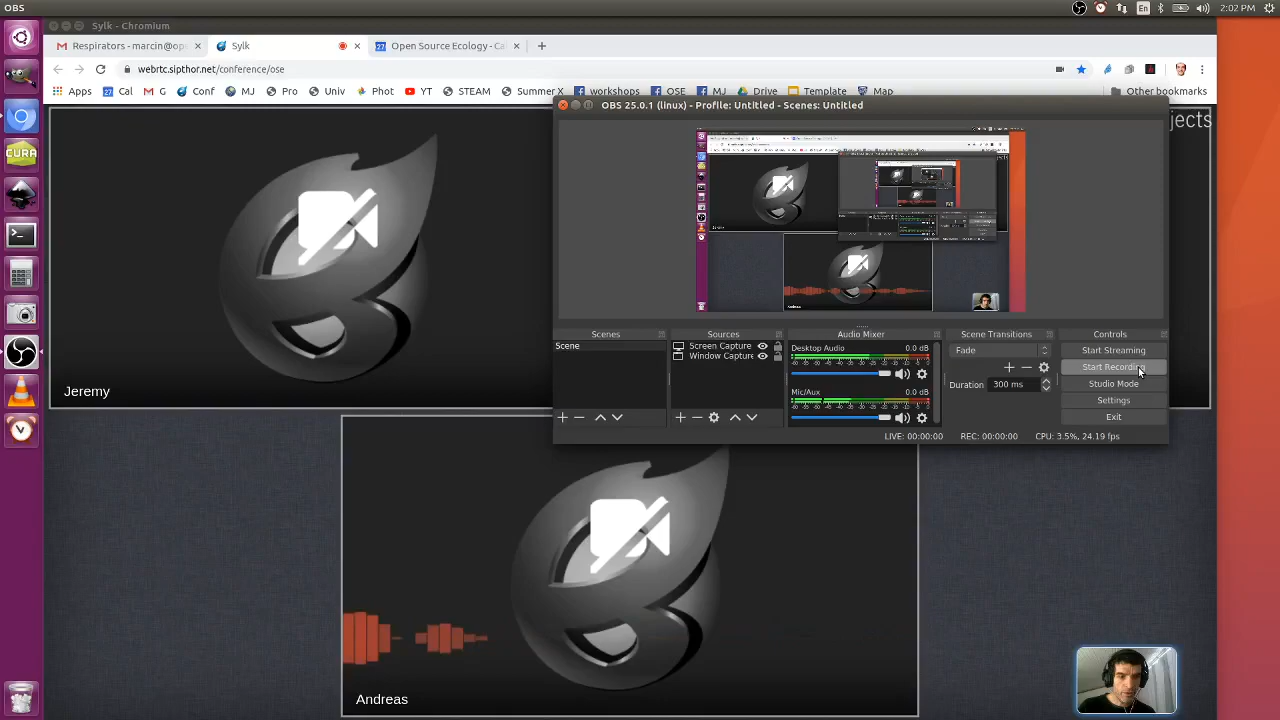 OBS
En
2:02 PM
Sylk - Chromium
Respirators - marcin@op
Sylk
Open Source Ecology - Ca
webrtc.sipthor.net/conference/ose
Apps
Cal
G
Conf
MJ
Pro
Univ
Phot
YT
STEAM
Summer X
workshops
OSE
MJ
Drive
Template
Map
Other bookmarks
OBS 25.0.1 (linux) - Profile: Untitled - Scenes: Untitled
jects
CURA
Scenes
Sources
Audio Mixer
Scene Transitions
Controls
Scene
Screen Capture
Window Capture
Desktop Audio
0.0 dB
Mic/Aux
0.0 dB
Fade
Duration
300 ms
Start Streaming
Start Recording
Studio Mode
Settings
Exit
LIVE: 00:00:00
REC: 00:00:00
CPU: 3.5%, 24.19 fps
Jeremy
Andreas